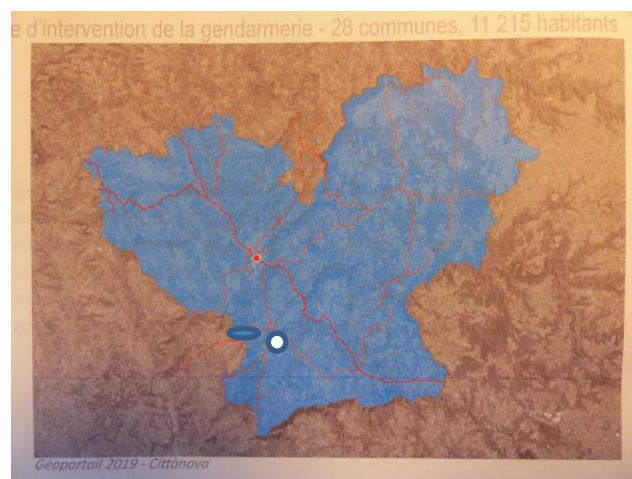 e d'intervention de la gendarmerie - 28 communes, 11 215 habitants
Géoportail 2019 - Cittànova